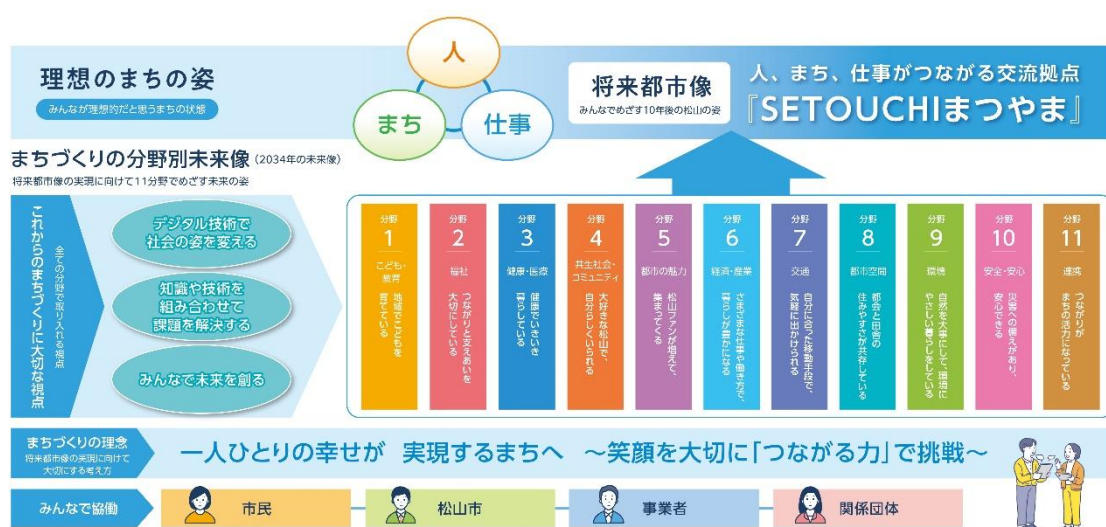 理想のまちの姿
みんなが理想的だと思うまちの状態
人
まち
仕事
将来都市像
みんなでめざす10年後の松山の姿
人、まち、仕事がつながる交流拠点
『SETOUCHIまつやま』
まちづくりの分野別未来像(2034年の未来像)
将来都市像の実現に向けて11分野でめざす未来の姿
これからのまちづくりに大切な視点
全ての分野で取り入れる視点
デジタル技術で
社会の姿を変える
知識や技術を
組み合わせて
課題を解決する
みんなで未来を創る
分野
1
こども・
教育
地域でこどもを
育てている
分野
2
福祉
つながりと支えあいを
大切にしている
分野
3
健康・医療
健康でいきいき
暮らしている
分野
4
共生社会・
コミュニティ
大好きな松山で、
自分らしくいられる
分野
5
都市の魅力
松山ファンが増えて、
集まってくる
分野
6
経済・産業
さまざまな仕事や働き方で、
暮らしが豊かになる
分野
7
交通
自分に合った移動手段で、
気軽に出かけられる
分野
8
都市空間
都会と田舎の
住みやすさが共存している
分野
9
環境
自然を大事にして、環境に
やさしい暮らしをしている
分野
10
安全・安心
災害への備えがあり、
安心できる
分野
11
連携
つながりが
まちの活力になっている
まちづくりの理念
将来都市像の実現に向けて
大切にする考え方
一人ひとりの幸せが 実現するまちへ ～笑顔を大切に「つながる力」で挑戦～
みんなで協働
市民
松山市
事業者
関係団体